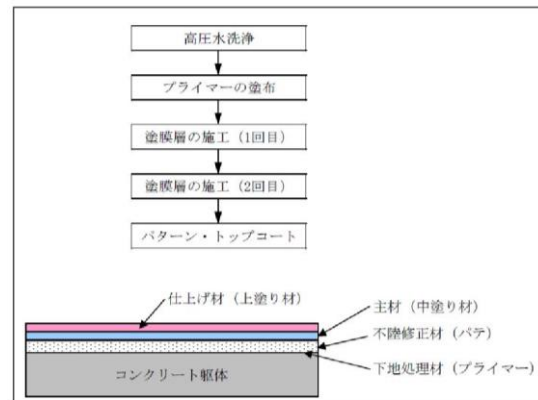 高圧水洗浄
プライマーの塗布
塗膜層の施工（1回目）
塗膜層の施工（2回目）
パターン・トップコート
仕上げ材（上塗り材）
主材（中塗り材）
不陸修正材（パテ）
下地処理材（プライマー）
コンクリート躯体